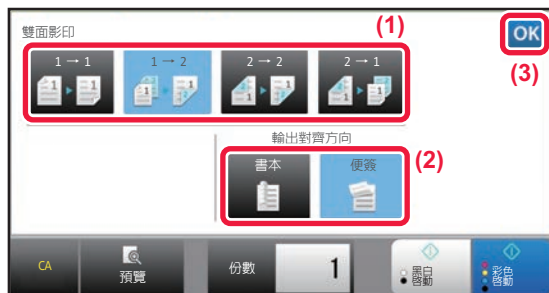 雙面影印
(1)
OK
(3)
1 → 1
1 → 2
2 → 2
2 → 1
輸出對齊方向
(2)
書本
便簽
CA
預覽
份數
1
黑白
啓動
彩色
啓動